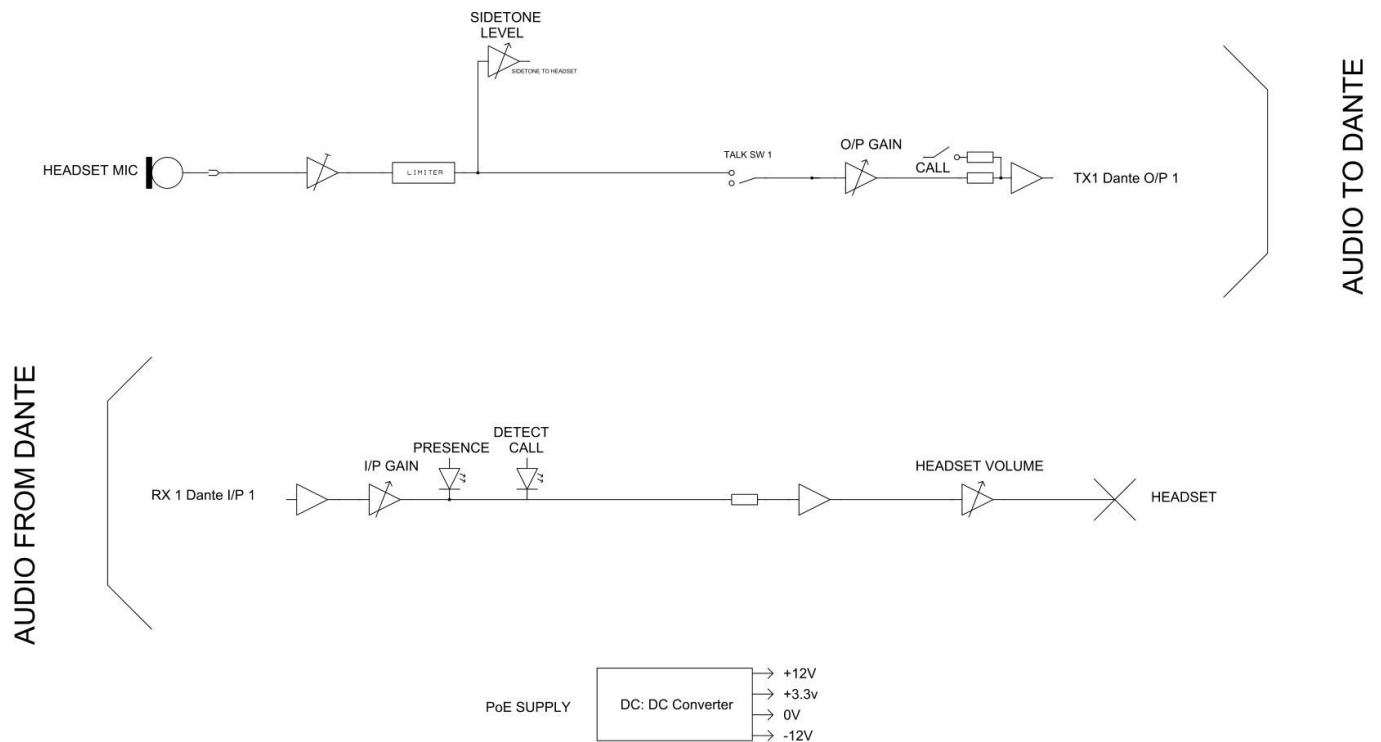 SIDETONE
LEVEL
SIDETONE TO HEADSET
AUDIO TO DANTE
HEADSET MIC
LIMITER
TALK SW 1
O/P GAIN
CALL
TX1 Dante O/P 1
AUDIO FROM DANTE
RX 1 Dante I/P 1
I/P GAIN
PRESENCE
DETECT
CALL
HEADSET VOLUME
HEADSET
PoE SUPPLY
DC: DC Converter
+12V
+3.3v
0V
-12V